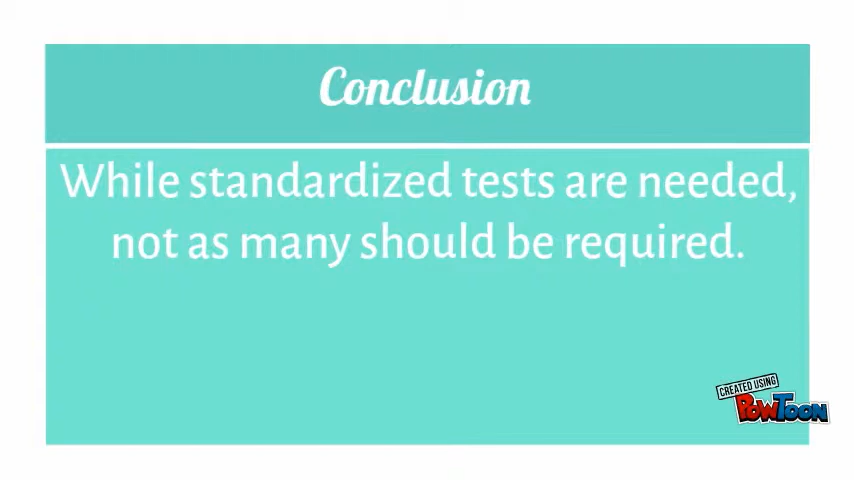 Conclusion
While standardized tests are needed,
not as many should be required.
CREATED USING
POWTOON